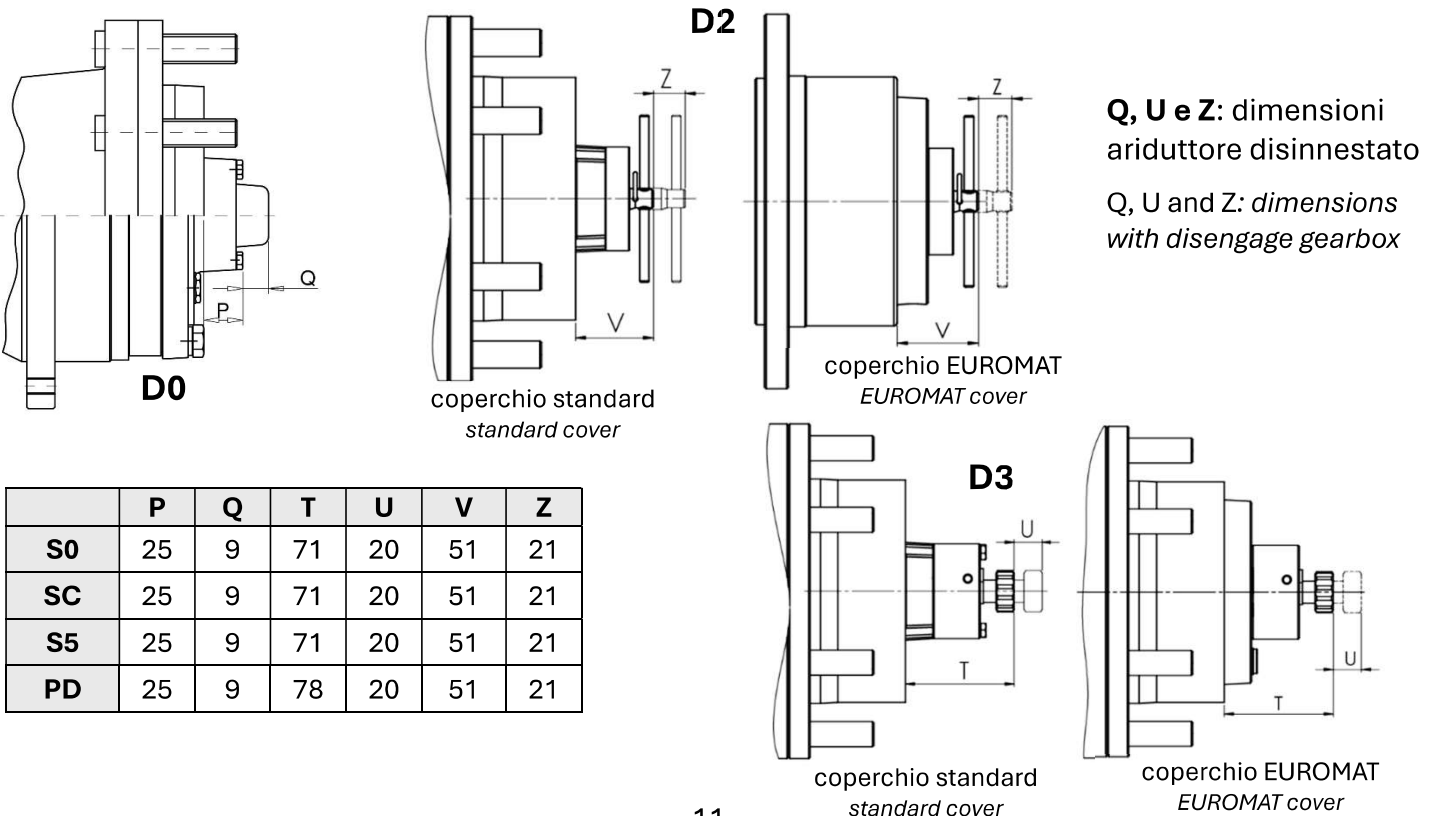 D2
Z
Z
Q, U e Z: dimensioni
ariduttore disinnestato
Q, U and Z: dimensions
with disengage gearbox
Q
P
V
V
D0
coperchio standard
standard cover
coperchio EUROMAT
EUROMAT cover
D3
P Q T U V Z
S0 25 9 71 20 51 21
SC 25 9 71 20 51 21
S5 25 9 71 20 51 21
PD 25 9 78 20 51 21
U
T
U
T
coperchio standard
standard cover
coperchio EUROMAT
EUROMAT cover
11